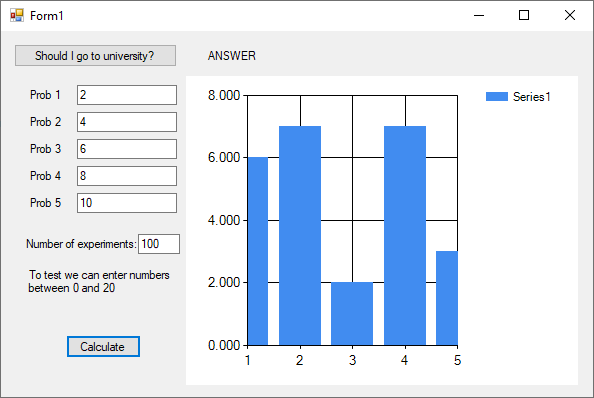 Form1
Should I go to university?
ANSWER
Prob 1 2
Prob 2 4
Prob 3 6
Prob 4 8
Prob 5 10
Number of experiments: 100
To test we can enter numbers
between 0 and 20
Calculate
8.000
6.000
4.000
2.000
0.000
1 2 3 4 5
Series1